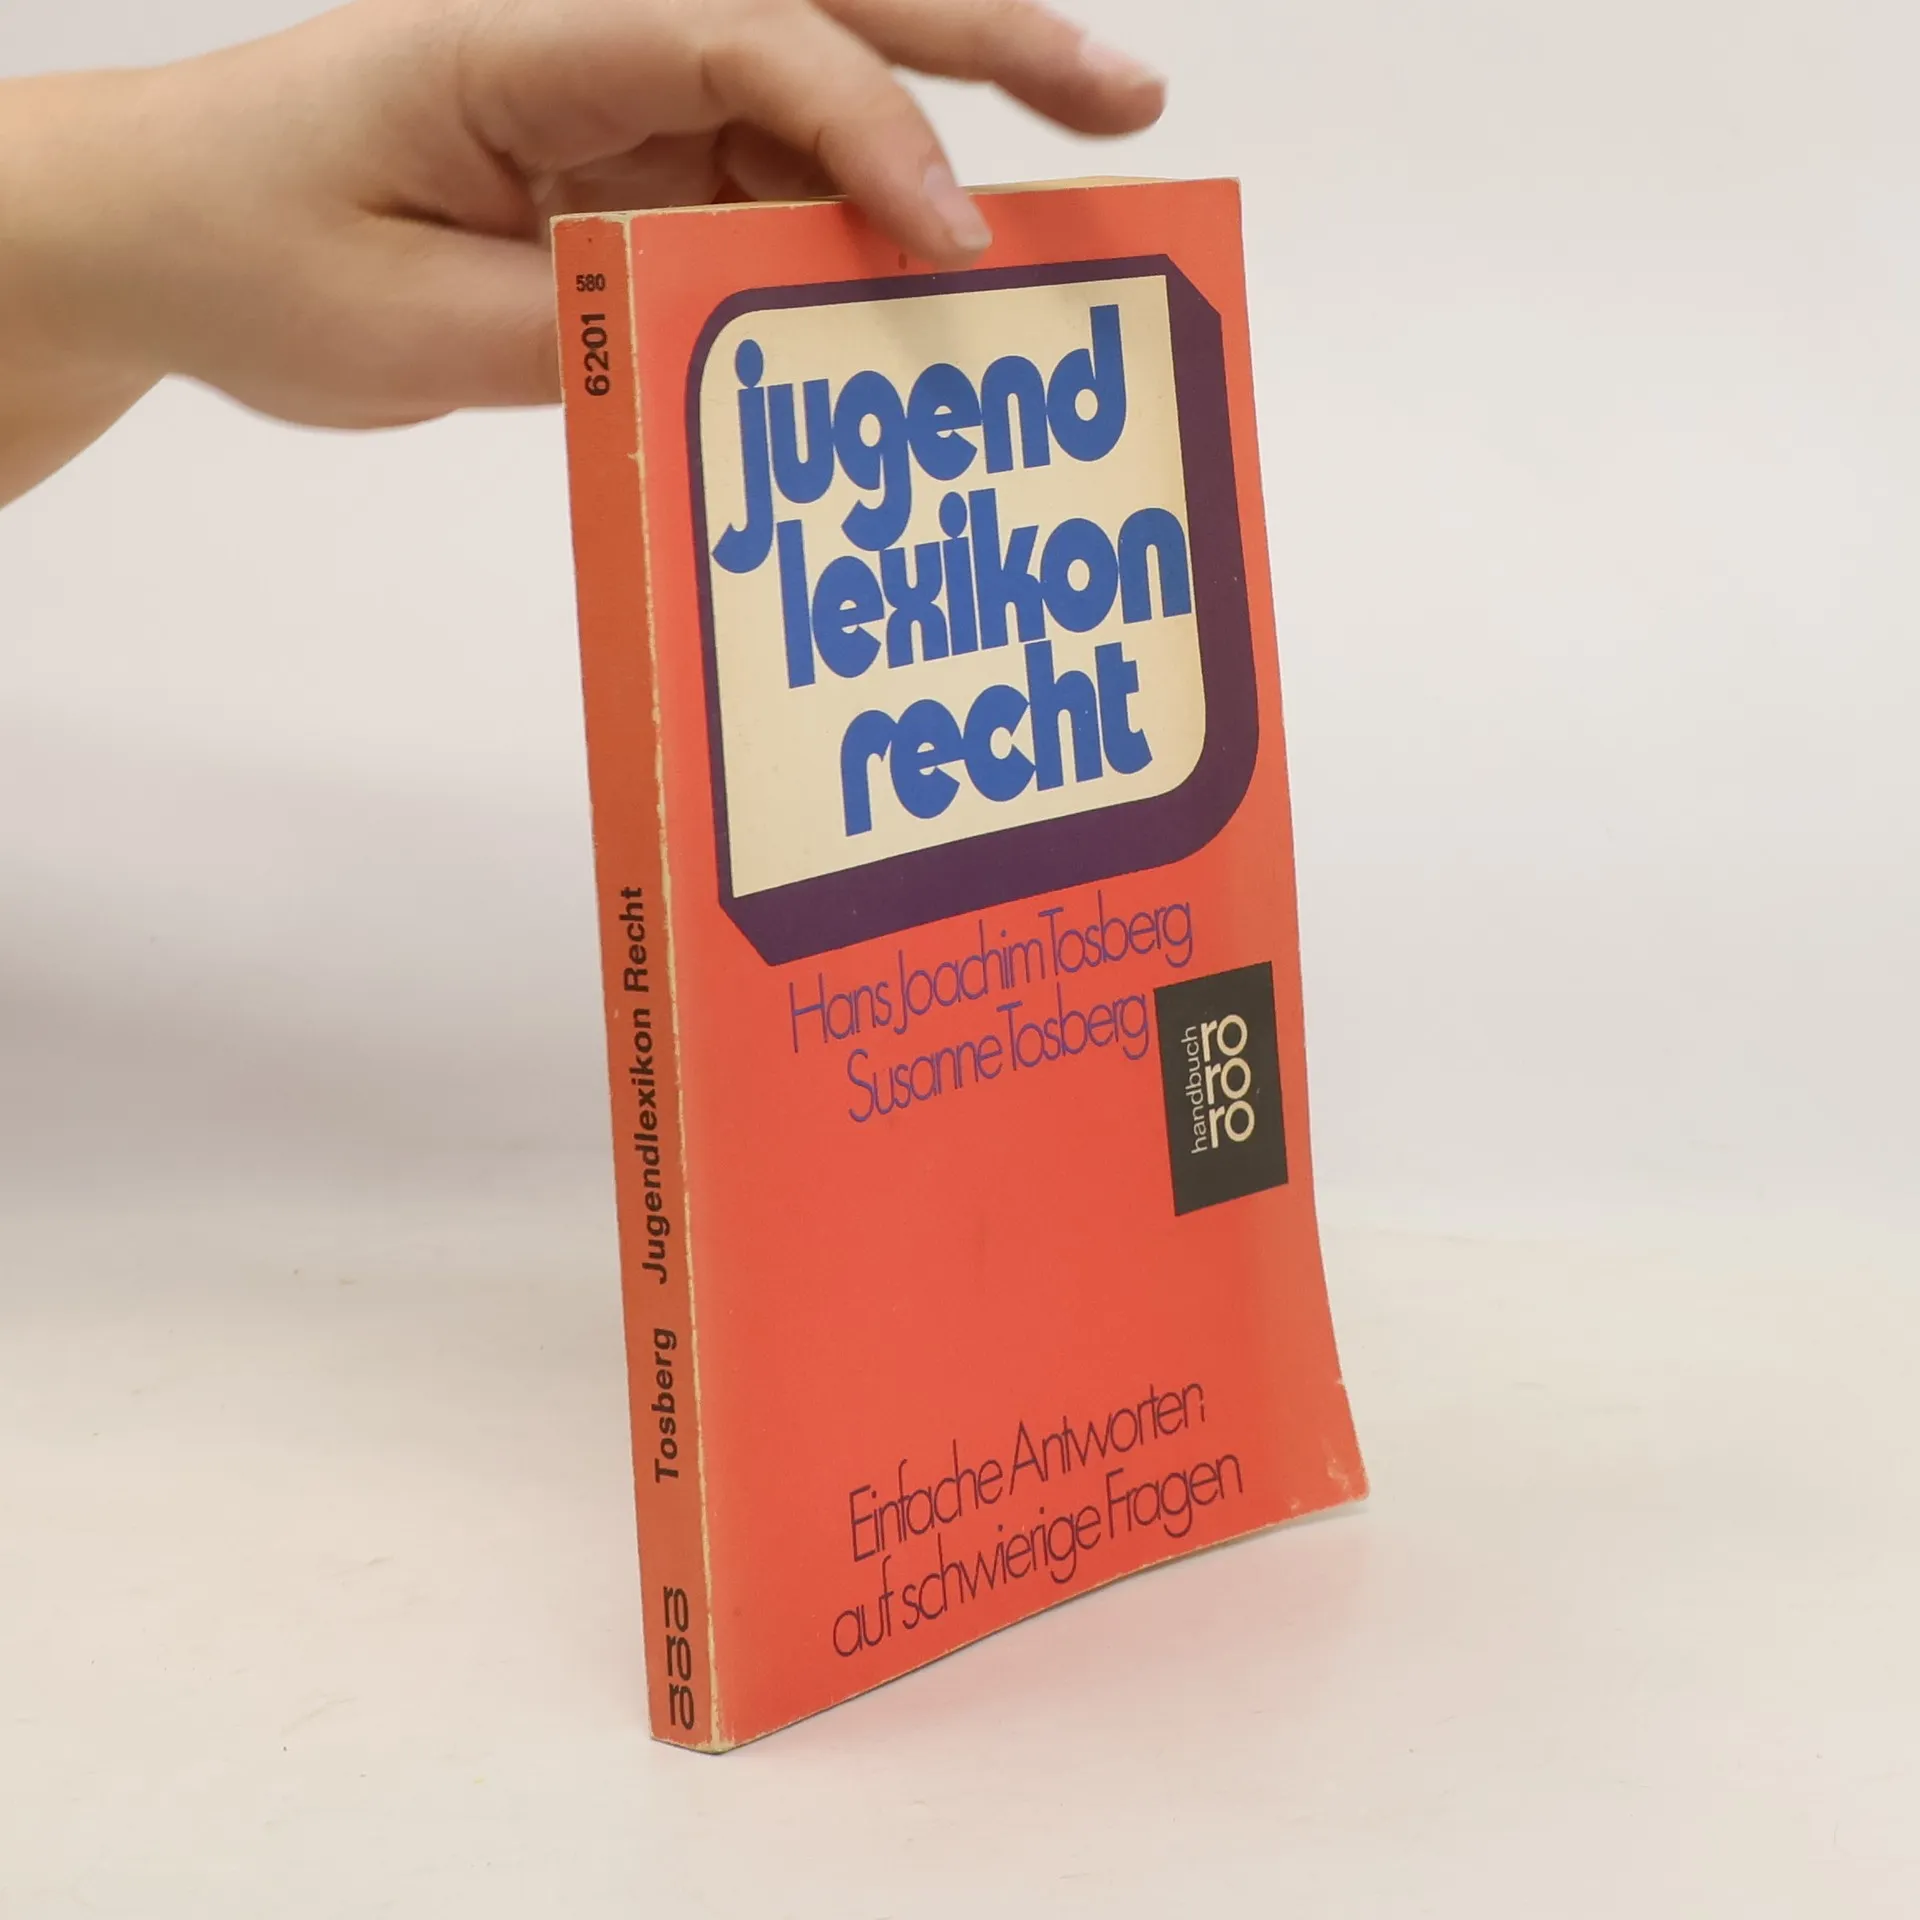 jugend
lexikon
recht
Hans Joachim Tosberg
Susanne Tosberg
handbuch
ro
ro
ro
Einfache Antworten
auf schwierige Fragen
580
6201
Tosberg Jugendlexikon Recht
ro
ro
ro